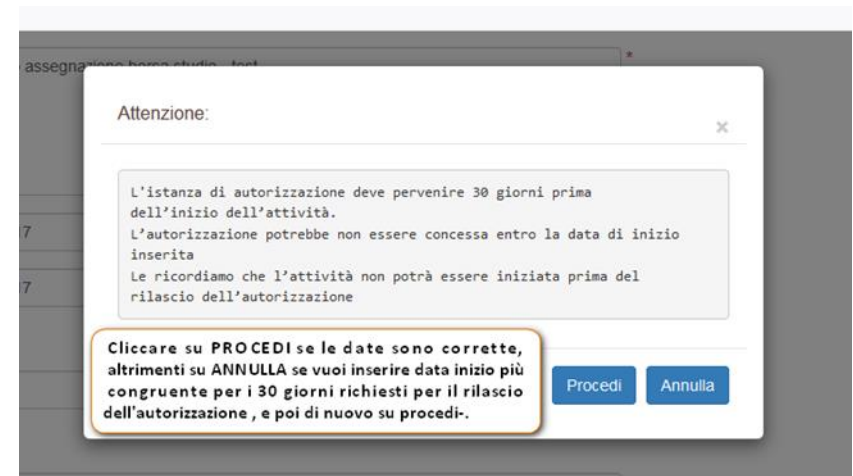 assegnazione borsa studio - test
*
Attenzione:
×
L'istanza di autorizzazione deve pervenire 30 giorni prima
dell’inizio dell’attività.
L’autorizzazione potrebbe non essere concessa entro la data di inizio
inserita
Le ricordiamo che l’attività non potrà essere iniziata prima del
rilascio dell’autorizzazione
7
7
Cliccare su PROCEDI se le date sono corrette,
altrimenti su ANNULLA se vuoi inserire data inizio più
congruente per i 30 giorni richiesti per il rilascio
dell'autorizzazione , e poi di nuovo su procedi-.
Procedi Annulla